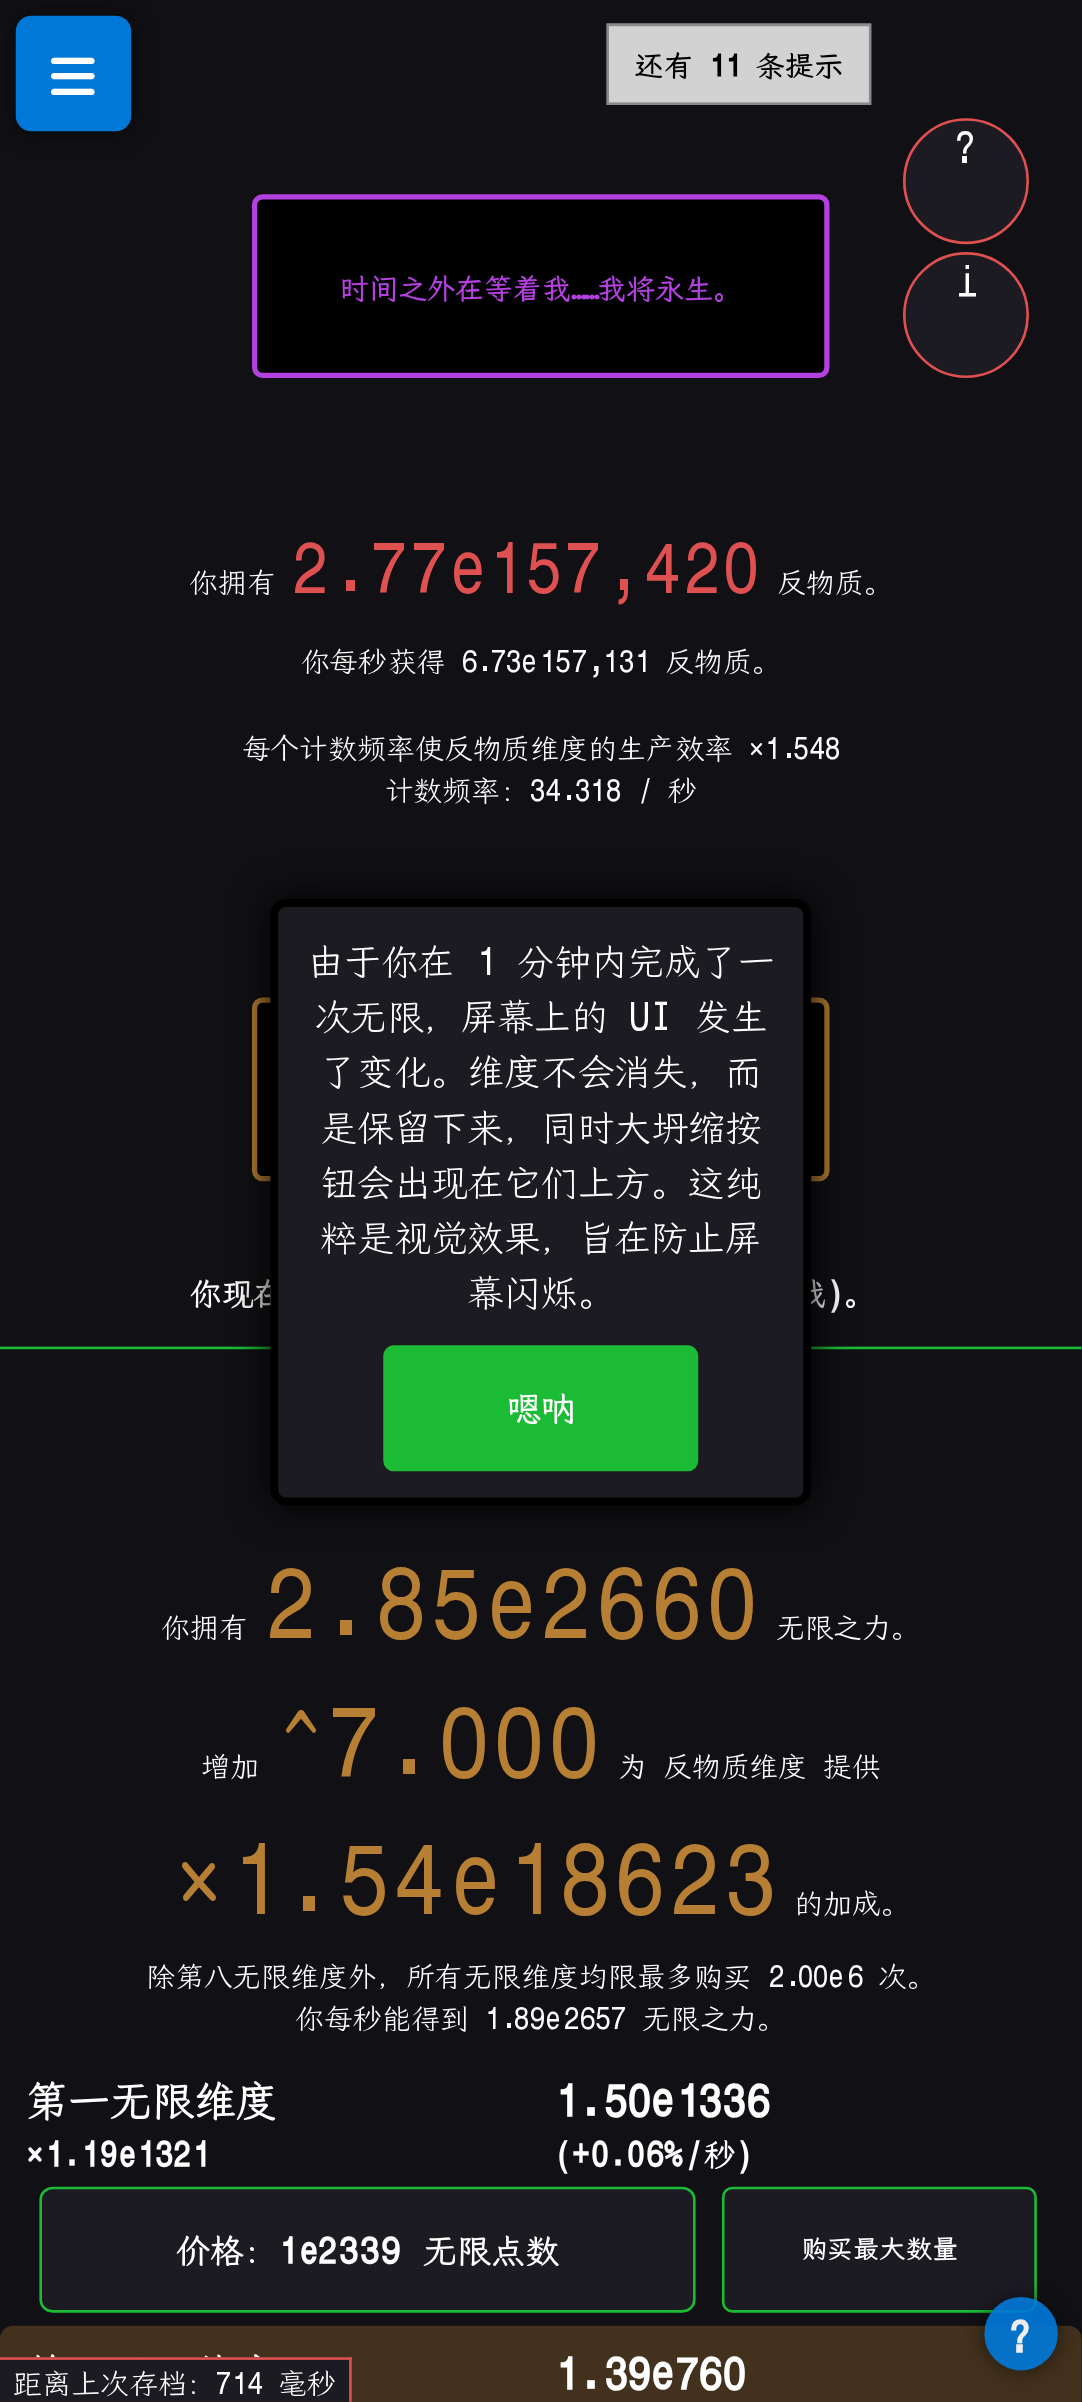 还有 11 条提示
?
i
时间之外在等着我……我将永生。
你拥有 2.77e157,420 反物质。
你每秒获得 6.73e157,131 反物质。
每个计数频率使反物质维度的生产效率 ×1.548
计数频率: 34.318 / 秒
由于你在 1 分钟内完成了一
次无限, 屏幕上的 UI 发生
了变化。维度不会消失, 而
是保留下来, 同时大坍缩按
钮会出现在它们上方。这纯
粹是视觉效果, 旨在防止屏
幕闪烁。
你现在
)。
嗯呐
你拥有 2.85e2660 无限之力。
增加 ^7.000 为 反物质维度 提供
×1.54e18623 的加成。
除第八无限维度外, 所有无限维度均限最多购买 2.00e6 次。
你每秒能得到 1.89e2657 无限之力。
第一无限维度 1.50e1336
×1.19e1321 (+0.06%/秒)
价格: 1e2339 无限点数 购买最大数量
?
1.39e760
距离上次存档: 714 毫秒